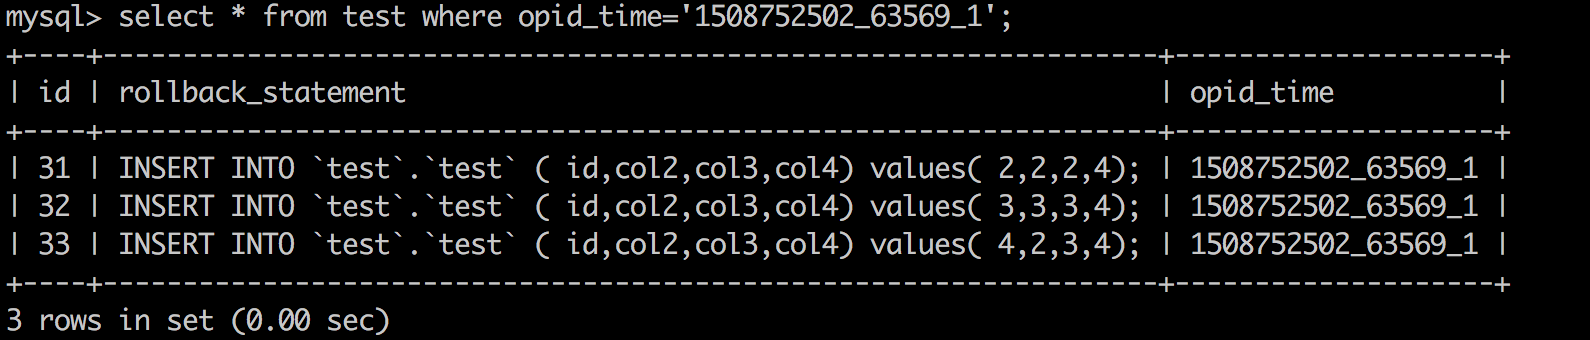 mysql> select * from test where opid_time='1508752502_63569_1';
+----+------------------------------------------------------------------+--------------------+
| id | rollback_statement                                               | opid_time          |
+----+------------------------------------------------------------------+--------------------+
| 31 | INSERT INTO `test`.`test` ( id,col2,col3,col4) values( 2,2,2,4); | 1508752502_63569_1 |
| 32 | INSERT INTO `test`.`test` ( id,col2,col3,col4) values( 3,3,3,4); | 1508752502_63569_1 |
| 33 | INSERT INTO `test`.`test` ( id,col2,col3,col4) values( 4,2,3,4); | 1508752502_63569_1 |
+----+------------------------------------------------------------------+--------------------+
3 rows in set (0.00 sec)